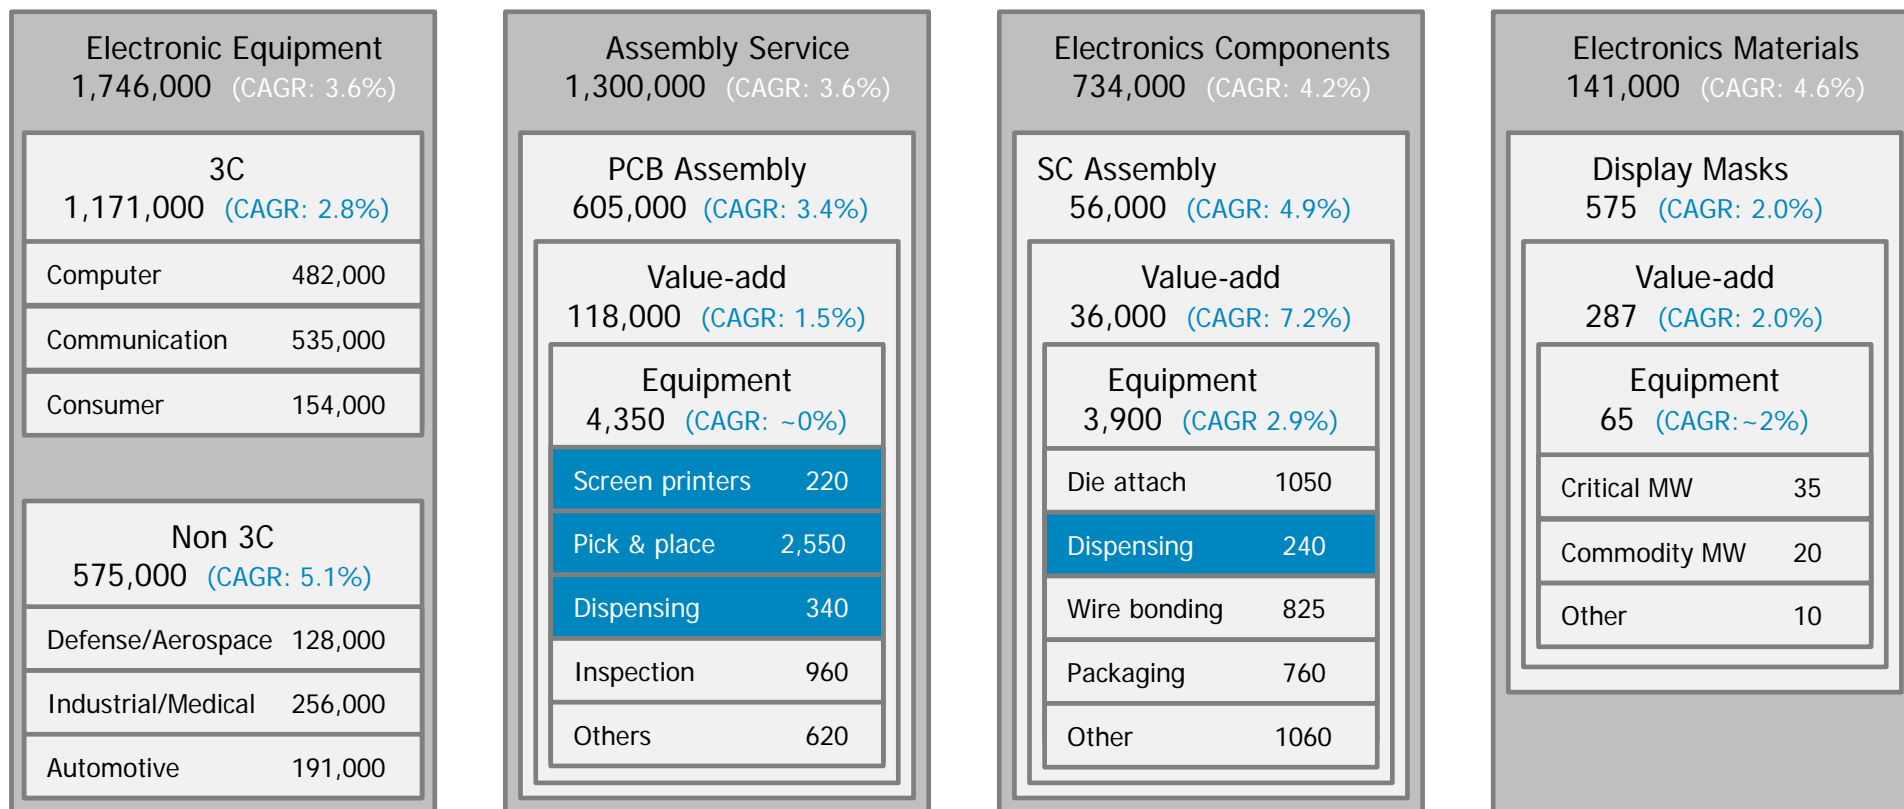 Electronic Equipment
1,746,000 (CAGR: 3.6%)
3C
1,171,000 (CAGR: 2.8%)
Computer 482,000
Communication 535,000
Consumer 154,000
Non 3C
575,000 (CAGR: 5.1%)
Defense/Aerospace 128,000
Industrial/Medical 256,000
Automotive 191,000
Assembly Service
1,300,000 (CAGR: 3.6%)
PCB Assembly
605,000 (CAGR: 3.4%)
Value-add
118,000 (CAGR: 1.5%)
Equipment
4,350 (CAGR: ~0%)
Screen printers 220
Pick & place 2,550
Dispensing 340
Inspection 960
Others 620
Electronics Components
734,000 (CAGR: 4.2%)
SC Assembly
56,000 (CAGR: 4.9%)
Value-add
36,000 (CAGR: 7.2%)
Equipment
3,900 (CAGR 2.9%)
Die attach 1050
Dispensing 240
Wire bonding 825
Packaging 760
Other 1060
Electronics Materials
141,000 (CAGR: 4.6%)
Display Masks
575 (CAGR: 2.0%)
Value-add
287 (CAGR: 2.0%)
Equipment
65 (CAGR:~2%)
Critical MW 35
Commodity MW 20
Other 10